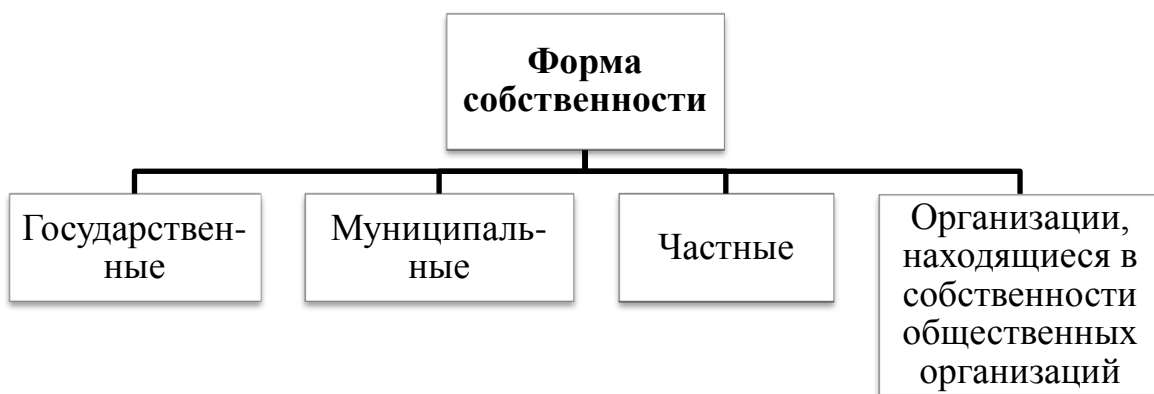 Форма
собственности
Государствен-
ные
Муниципаль-
ные
Частные
Организации,
находящиеся в
собственности
общественных
организаций